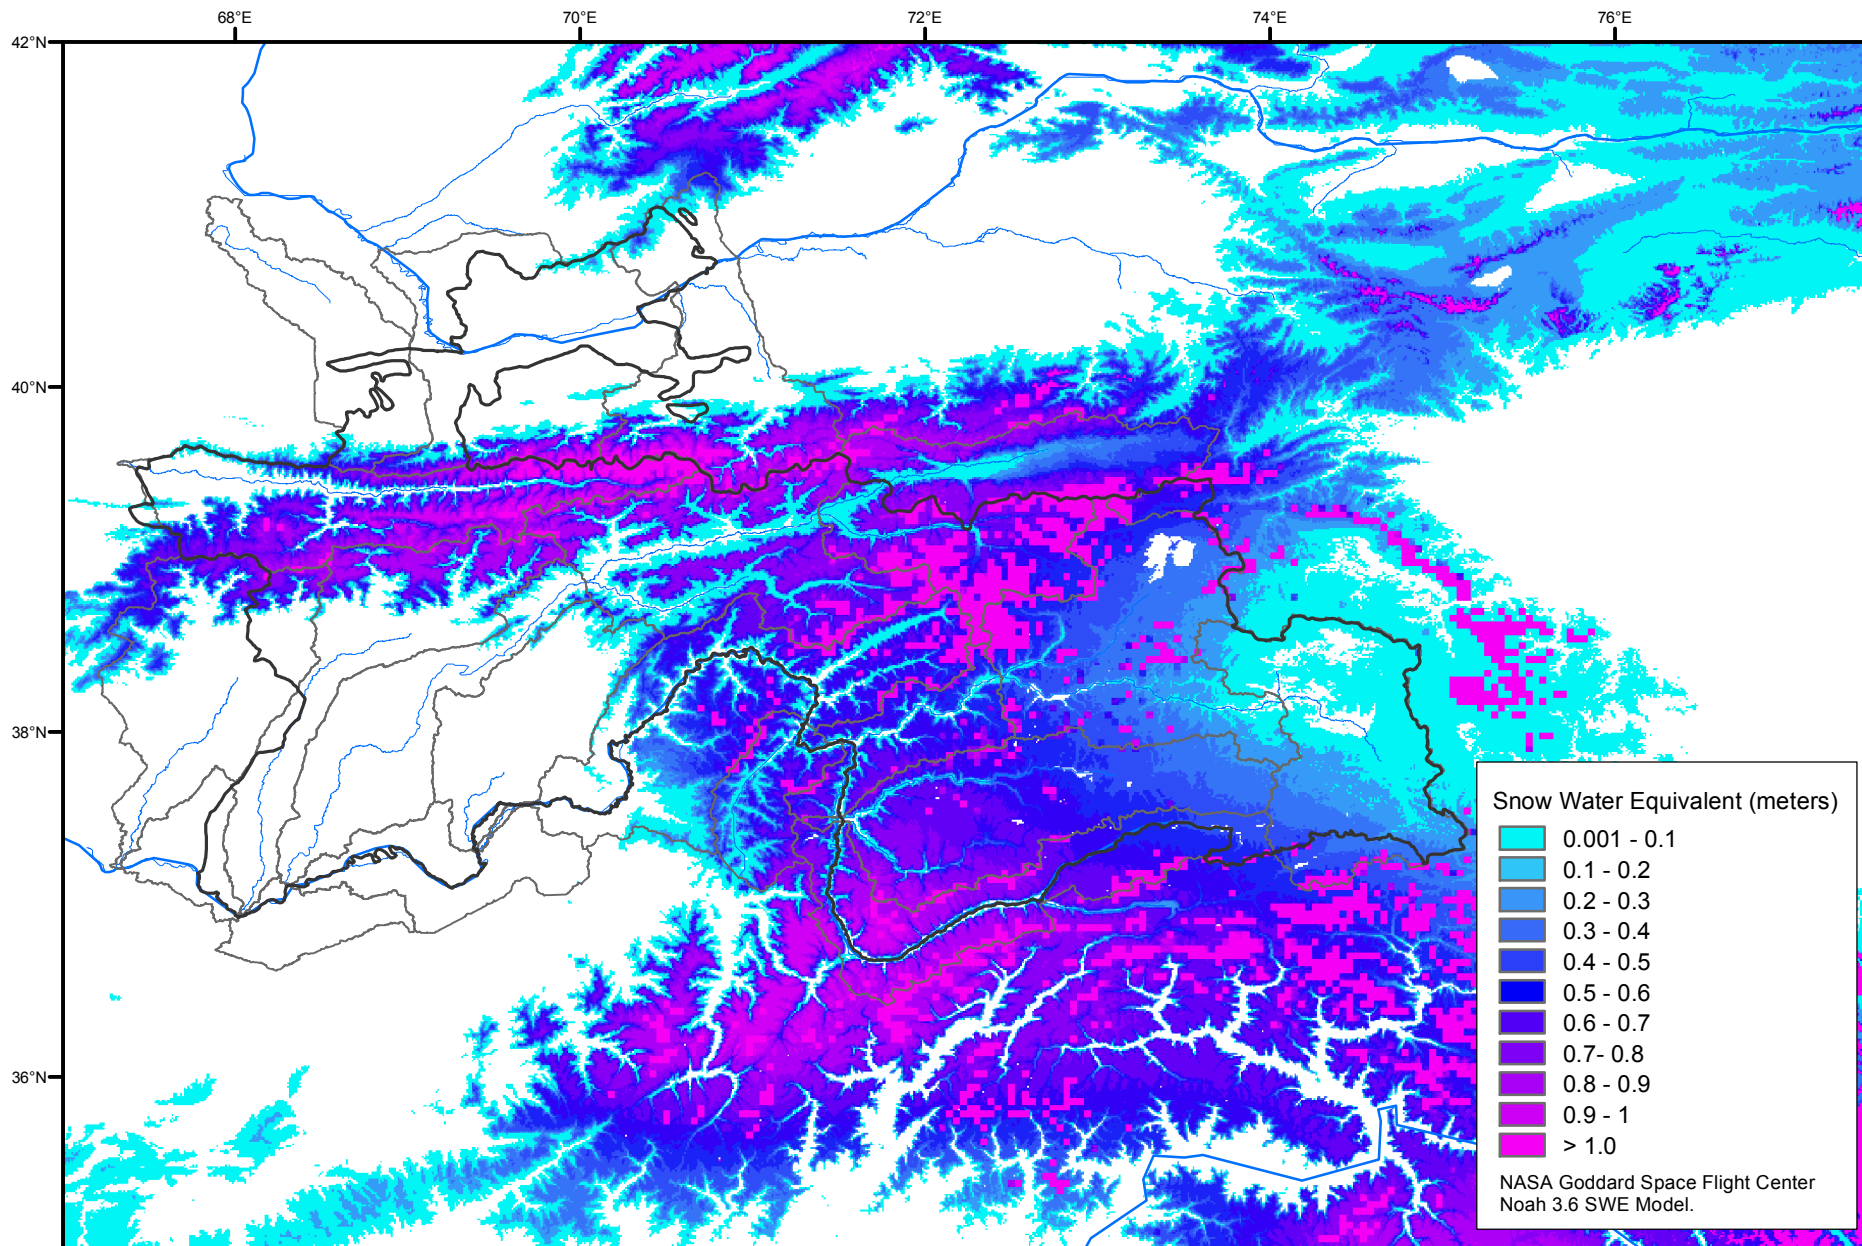 68°E
70°E
72°E
74°E
76°E
42°N
40°N
38°N
36°N
Snow Water Equivalent (meters)
0.001 - 0.1
0.1 - 0.2
0.2 - 0.3
0.3 - 0.4
0.4 - 0.5
0.5 - 0.6
0.6 - 0.7
0.7- 0.8
0.8 - 0.9
0.9 - 1
> 1.0
NASA Goddard Space Flight Center
Noah 3.6 SWE Model.